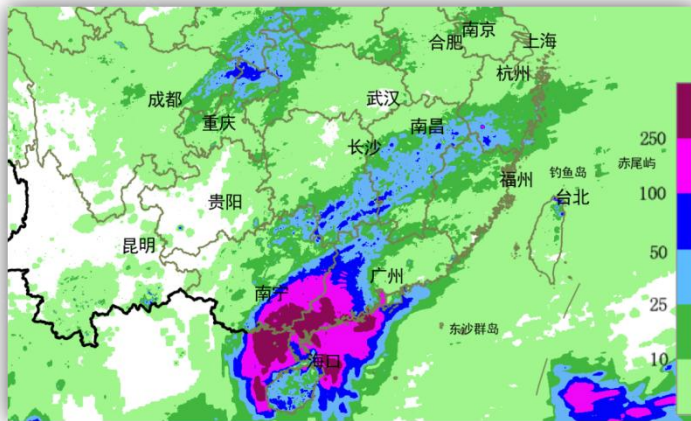 南京
合肥
上海
杭州
成都
武汉
重庆
南昌
长沙
250
钓鱼岛
赤尾屿
福州
台北
贵阳
100
昆明
50
广州
南宁
25
东沙群岛
海口
10